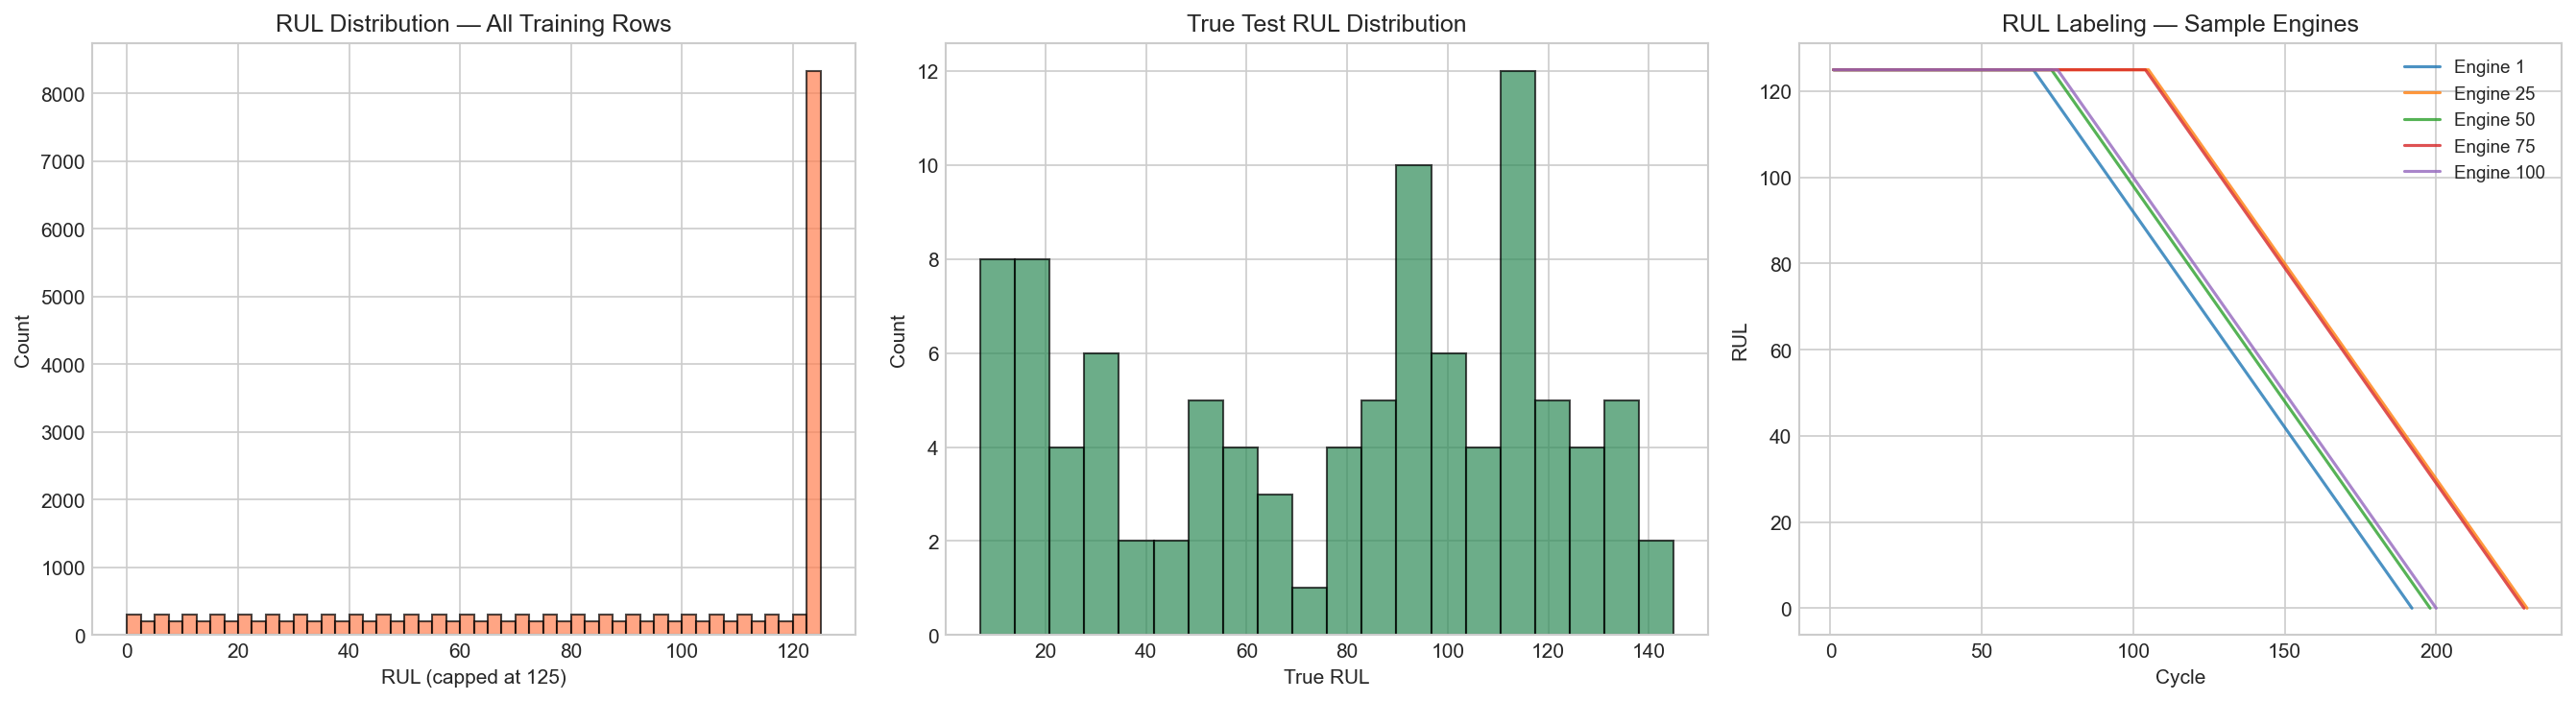 RUL Distribution — All Training Rows
Count
8000
7000
6000
5000
4000
3000
2000
1000
0
0 20 40 60 80 100 120
RUL (capped at 125)
True Test RUL Distribution
Count
12
10
8
6
4
2
0
20 40 60 80 100 120 140
True RUL
RUL Labeling — Sample Engines
RUL
120
100
80
60
40
20
0
0 50 100 150 200
Cycle
Engine 1
Engine 25
Engine 50
Engine 75
Engine 100